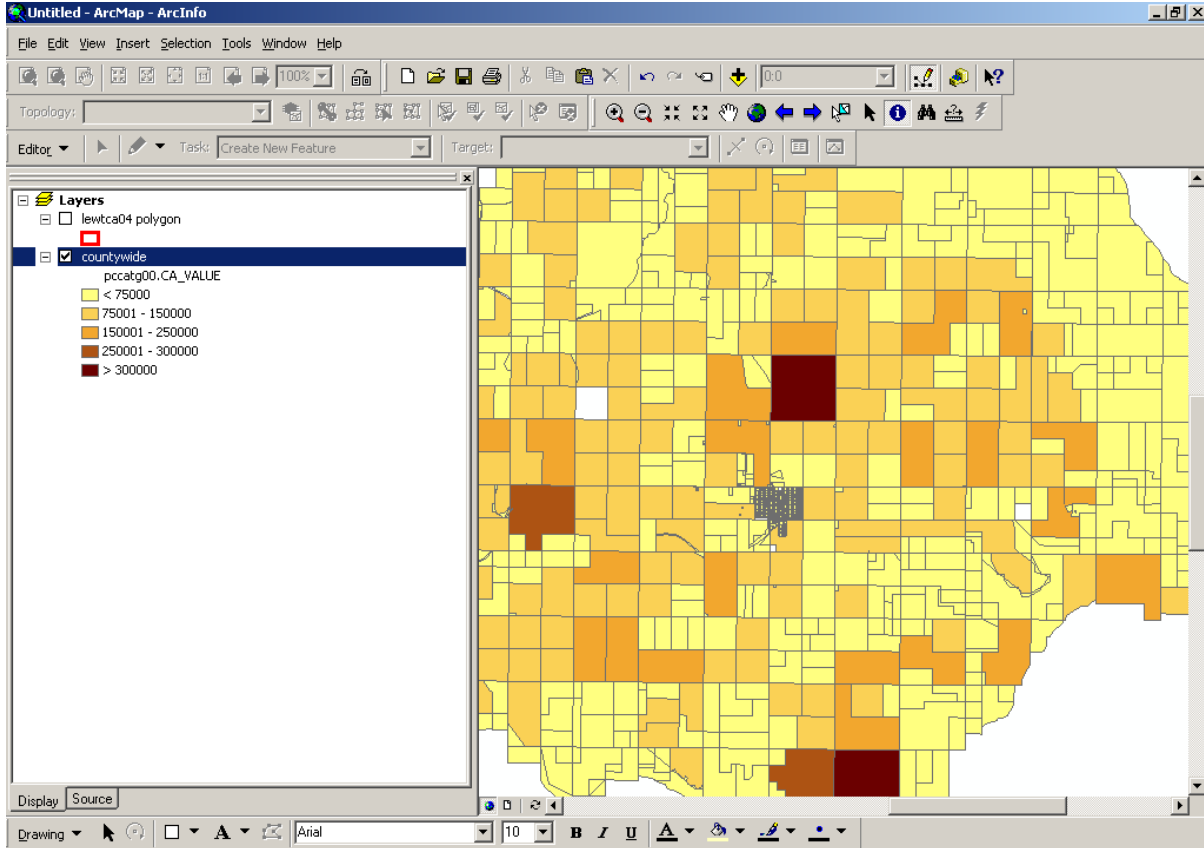 Untitled - ArcMap - ArcInfo
File Edit View Insert Selection Tools Window Help
100% 1:1 0:0
Topology:
Editor Task: Create New Feature Target:
Layers
lewtca04 polygon
countywide
pccatg00.CA_VALUE
< 75000
75001 - 150000
150001 - 250000
250001 - 300000
> 300000
Display Source
Drawing A Arial 10 B I U A